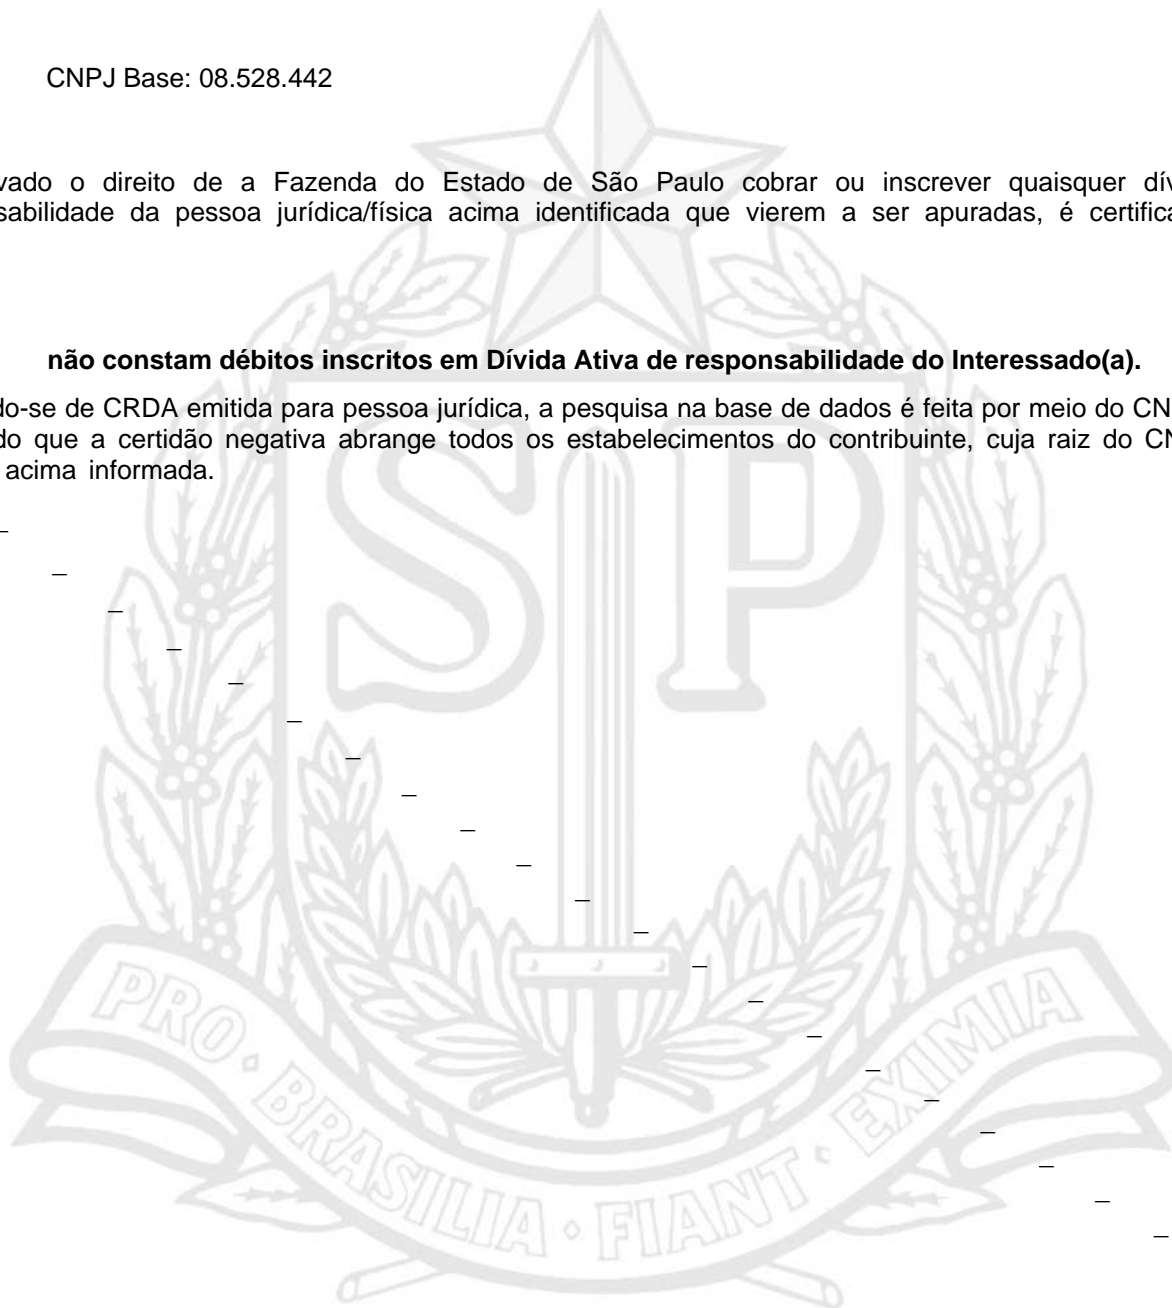 CNPJ Base: 08.528.442
vado o direito de a Fazenda do Estado de São Paulo cobrar ou inscrever quaisquer dív
sabilidade da pessoa jurídica/física acima identificada que vierem a ser apuradas, é certifica
não constam débitos inscritos em Dívida Ativa de responsabilidade do Interessado(a).
do-se de CRDA emitida para pessoa jurídica, a pesquisa na base de dados é feita por meio do CN
do que a certidão negativa abrange todos os estabelecimentos do contribuinte, cuja raiz do CN
acima informada.
SP
PRO • BRASILIA • FIANT • EXIMIA